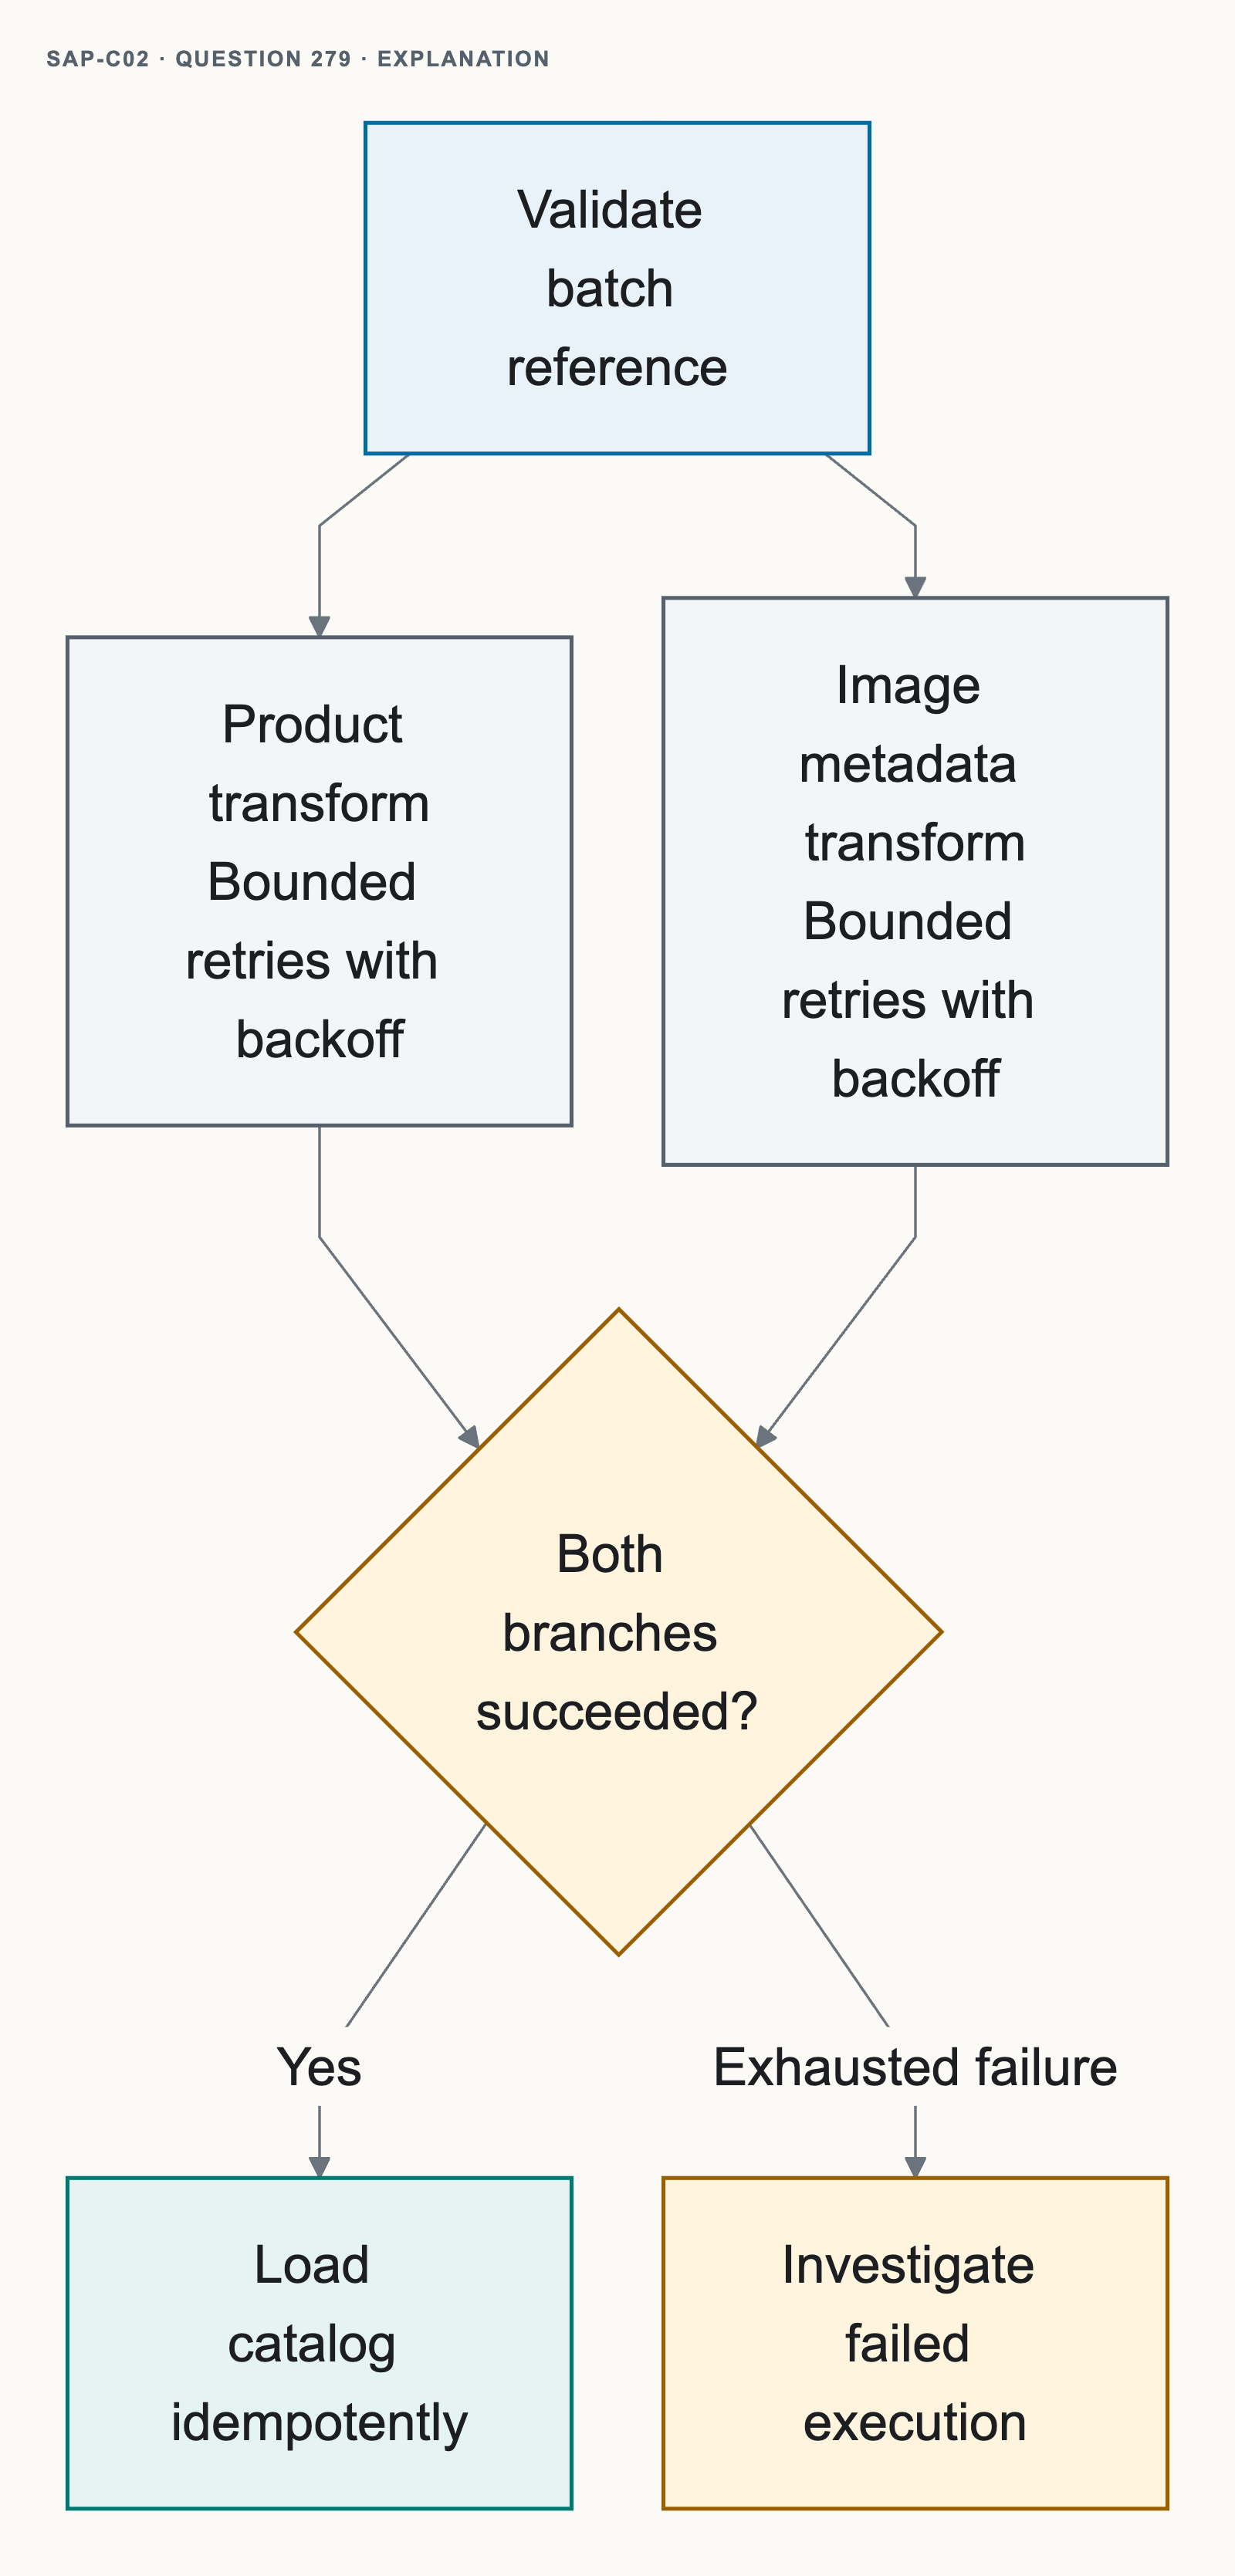 SAP-C02 · QUESTION 279 · EXPLANATION
Validate
batch
reference
Product
transform
Bounded
retries with
backoff
Image
metadata
transform
Bounded
retries with
backoff
Both
branches
succeeded?
Yes
Exhausted failure
Load
catalog
idempotently
Investigate
failed
execution